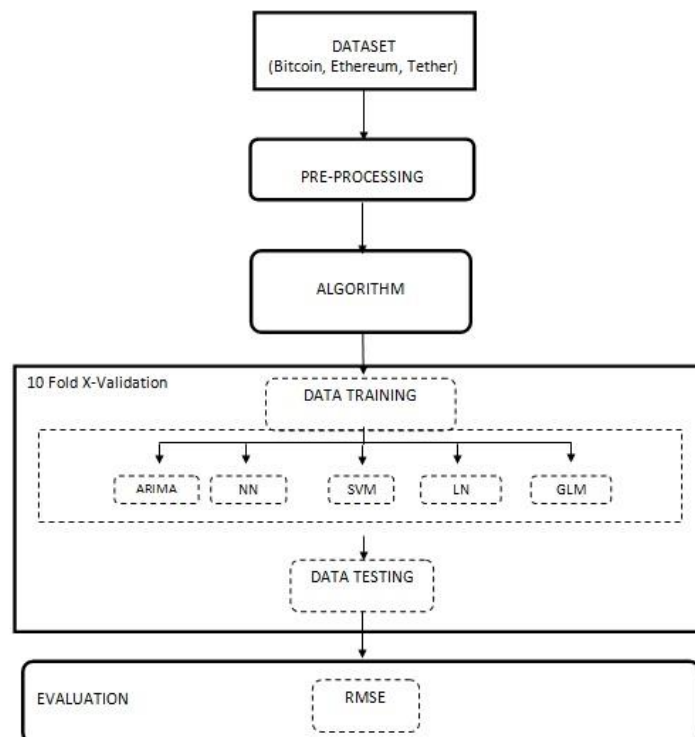 DATASET
(Bitcoin, Ethereum, Tether)
PRE-PROCESSING
ALGORITHM
10 Fold X-Validation
DATA TRAINING
ARIMA
NN
SVM
LN
GLM
DATA TESTING
EVALUATION
RMSE